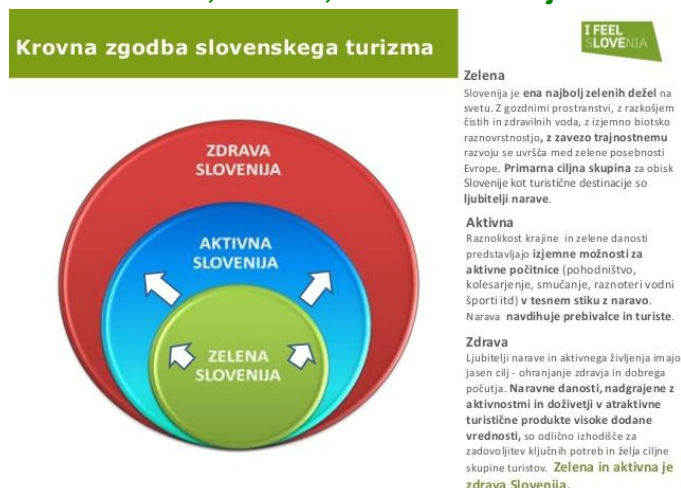 Krovna zgodba slovenskega turizma
I FEEL
SLOVENIA
ZDRAVA
SLOVENIJA
AKTIVNA
SLOVENIJA
ZELENA
SLOVENIJA
Zelena
Slovenija je ena najbolj zelenih dežel na
svetu. Z gozdnimi prostranstvi, z razkošjem
čistih in zdravilnih voda, z izjemno biotsko
raznovrstnostjo, z zavezo trajnostnemu
razvoju se uvršča med zelene posebnosti
Evrope. Primarna ciljna skupina za obisk
Slovenije kot turistične destinacije so
ljubitelji narave.
Aktivna
Raznolikost krajine in zelene danosti
predstavljajo izjemne možnosti za
aktivne počitnice (pohodništvo,
kolesarjenje, smučanje, raznoteri vodni
športi itd) v tesnem stiku z naravo.
Narava navdihuje prebivalce in turiste.
Zdrava
Ljubitelji narave in aktivnega življenja imajo
jasen cilj - ohranjanje zdravja in dobrega
počutja. Naravne danosti, nadgrajene z
aktivnostmi in doživetji v atraktivne
turistične produkte visoke dodane
vrednosti, so odlično izhodišče za
zadovoljitev ključnih potreb in želja ciljne
skupine turistov. Zelena in aktivna je
zdrava Slovenija.